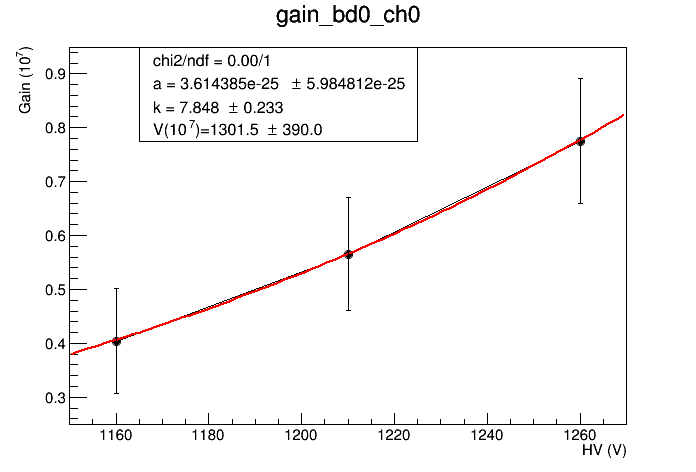 gain_bd0_ch0
Gain (10⁷)
chi2/ndf = 0.00/1
a = 3.614385e-25 ± 5.984812e-25
k = 7.848 ± 0.233
V(10⁷)=1301.5 ± 390.0
0.9
0.8
0.7
0.6
0.5
0.4
0.3
1160 1180 1200 1220 1240 1260
HV (V)